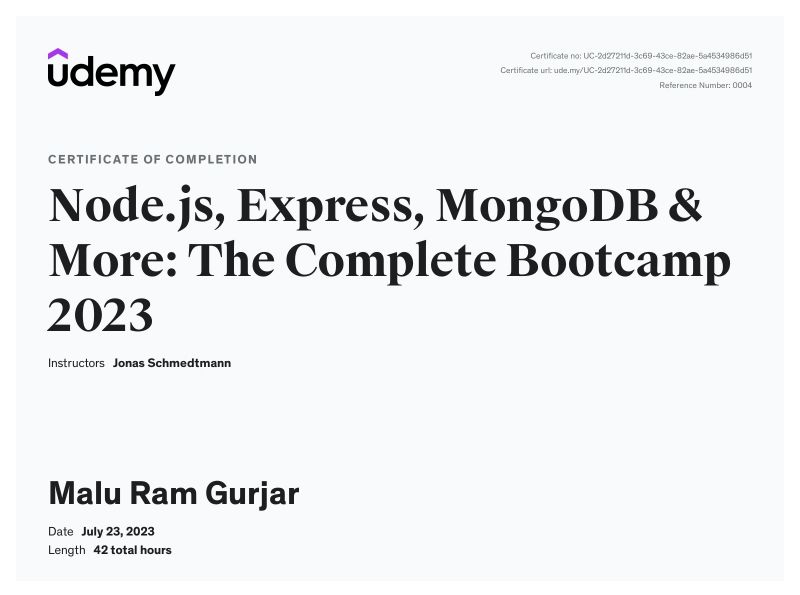 udemy
Certificate no: UC-2d27211d-3c69-43ce-82ae-5a4534986d51
Certificate url: ude.my/UC-2d27211d-3c69-43ce-82ae-5a4534986d51
Reference Number: 0004
CERTIFICATE OF COMPLETION
Node.js, Express, MongoDB &
More: The Complete Bootcamp
2023
Instructors Jonas Schmedtmann
Malu Ram Gurjar
Date July 23, 2023
Length 42 total hours